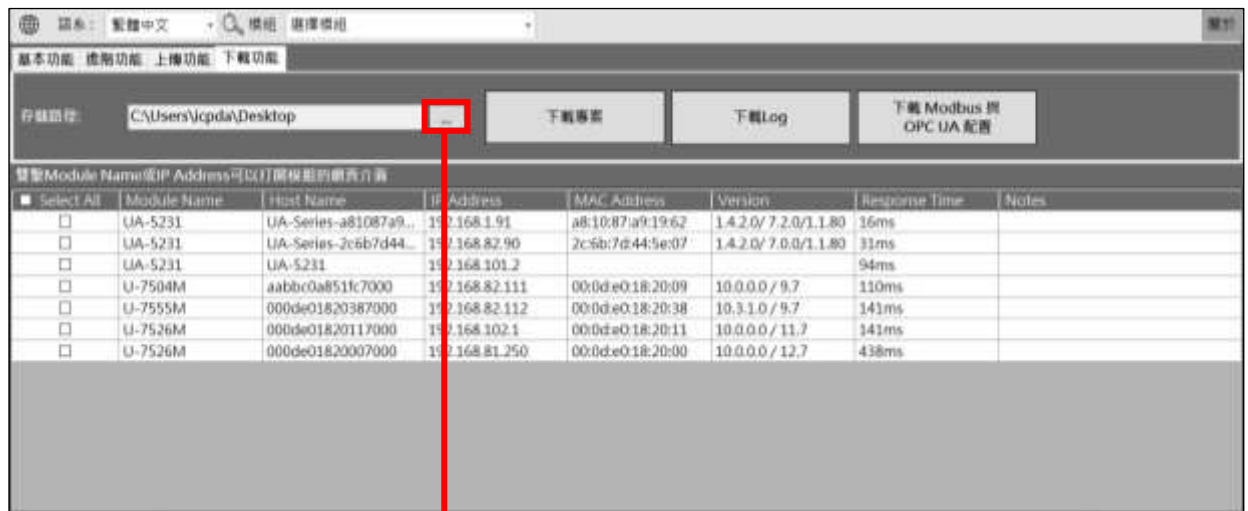 語系: 繁體中文 模組 選擇模組 關於
基本功能 進階功能 上傳功能 下載功能
存儲路徑: C:\Users\icpda\Desktop ... 下載專案 下載Log 下載 Modbus 與
OPC UA 配置
雙擊Module Name或IP Address可以打開模組的網頁介面
Select All Module Name Host Name IP Address MAC Address Version Response Time Notes
UA-5231 UA-Series-a81087a9... 192.168.1.91 a8:10:87:a9:19:62 1.4.2.0/ 7.2.0/1.1.80 16ms
UA-5231 UA-Series-2c6b7d44... 192.168.82.90 2c:6b:7d:44:5e:07 1.4.2.0/ 7.0.0/1.1.80 31ms
UA-5231 UA-5231 192.168.101.2 94ms
U-7504M aabbc0a851fc7000 192.168.82.111 00:0d:e0:18:20:09 10.0.0.0 / 9.7 110ms
U-7555M 000de01820387000 192.168.82.112 00:0d:e0:18:20:38 10.3.1.0 / 9.7 141ms
U-7526M 000de01820117000 192.168.102.1 00:0d:e0:18:20:11 10.0.0.0 / 11.7 141ms
U-7526M 000de01820007000 192.168.81.250 00:0d:e0:18:20:00 10.0.0.0 / 12.7 438ms